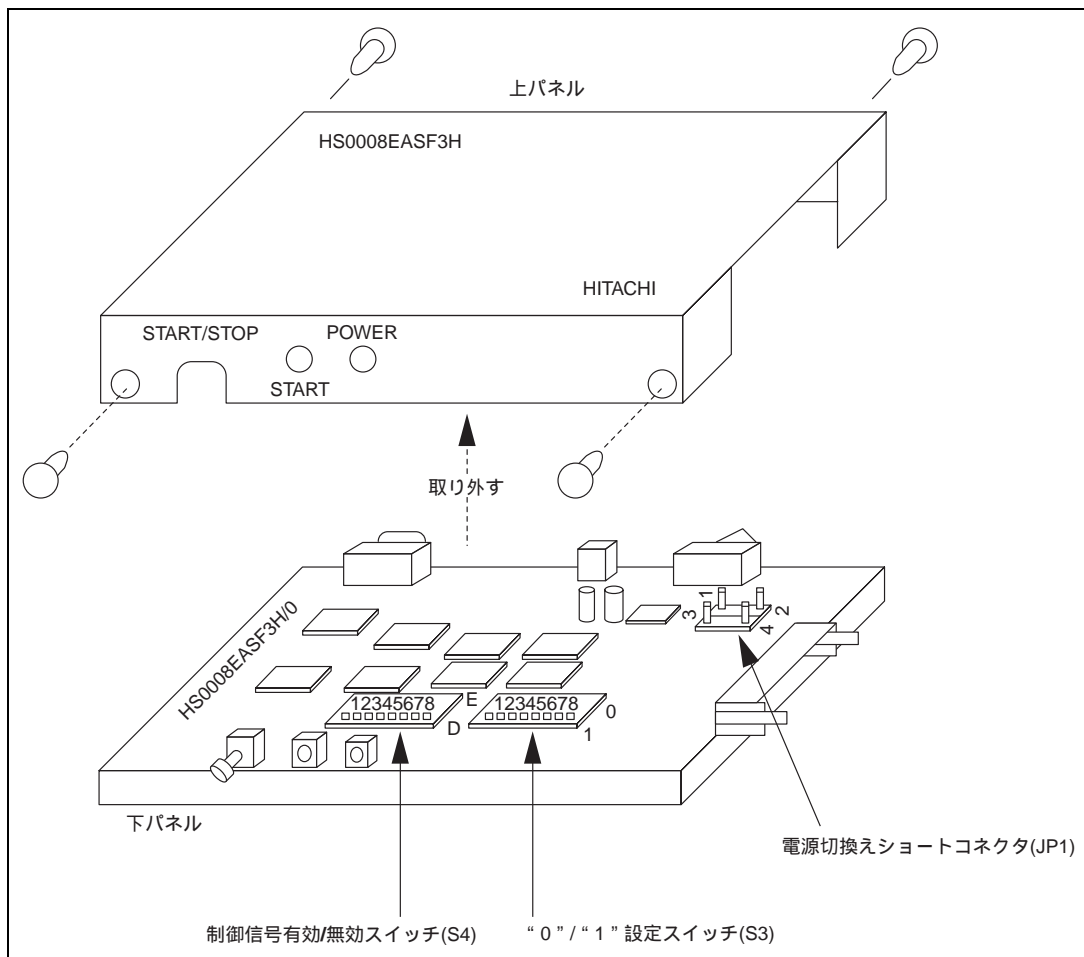 上パネル
HS0008EASF3H
HITACHI
START/STOP
POWER
START
取り外す
HS0008EASF3H/0
1
3
2
4
12345678
E
D
12345678
0
1
下パネル
電源切換えショートコネクタ(JP1)
制御信号有効/無効スイッチ(S4)
“ 0 ” / “ 1 ” 設定スイッチ(S3)